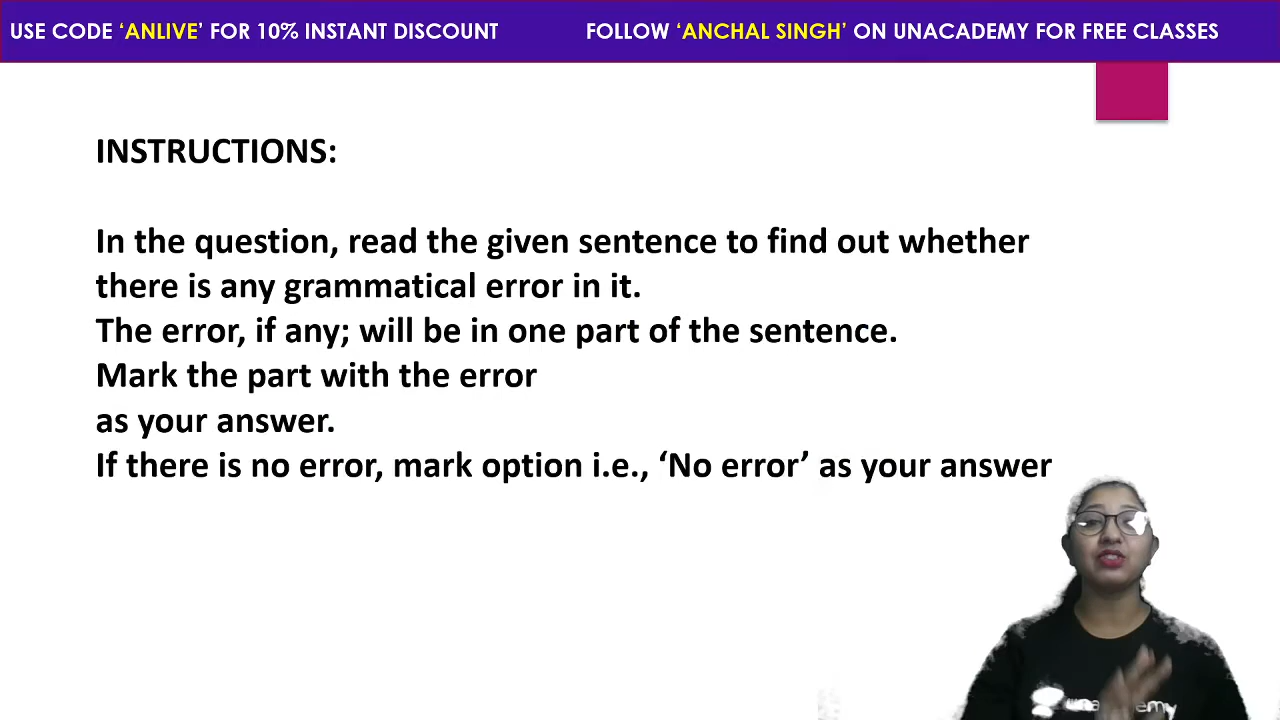 USE CODE ‘ANLIVE’ FOR 10% INSTANT DISCOUNT
FOLLOW ‘ANCHAL SINGH’ ON UNACADEMY FOR FREE CLASSES
INSTRUCTIONS:
In the question, read the given sentence to find out whether
there is any grammatical error in it.
The error, if any; will be in one part of the sentence.
Mark the part with the error
as your answer.
If there is no error, mark option i.e., ‘No error’ as your answer